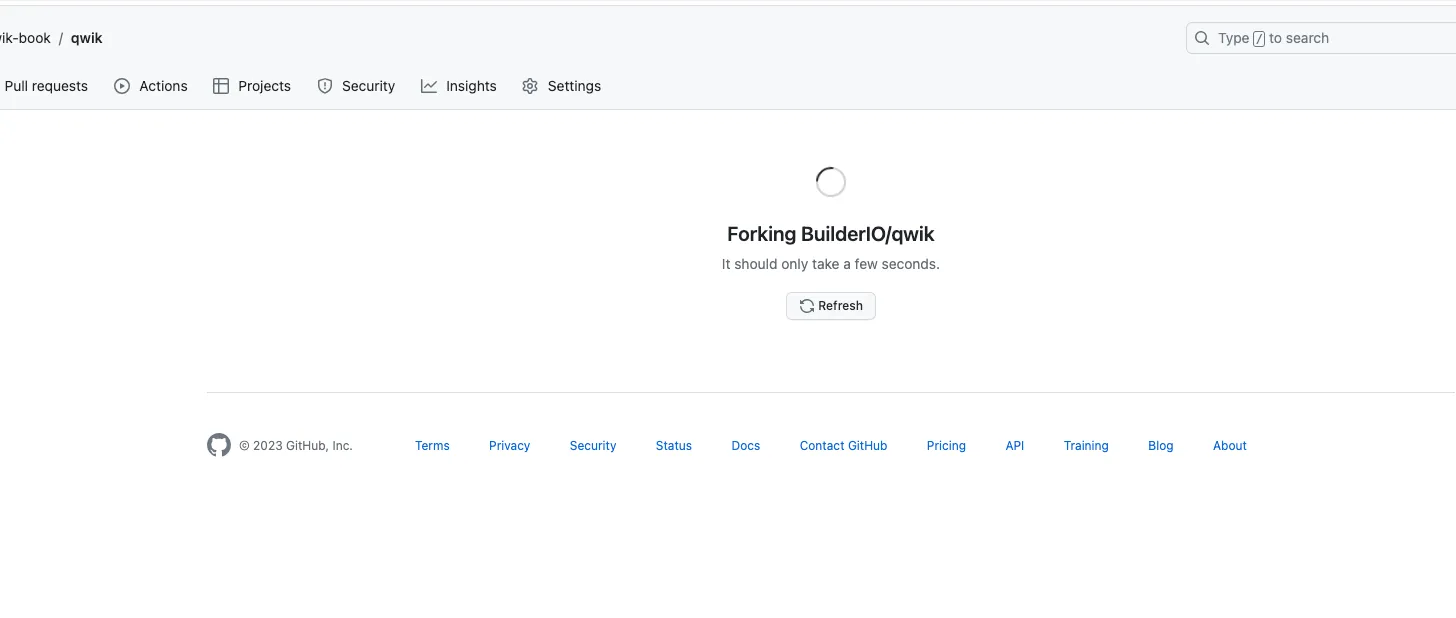 ik-book / qwik
Type / to search
Pull requests Actions Projects Security Insights Settings
Forking BuilderIO/qwik
It should only take a few seconds.
Refresh
© 2023 GitHub, Inc. Terms Privacy Security Status Docs Contact GitHub Pricing API Training Blog About